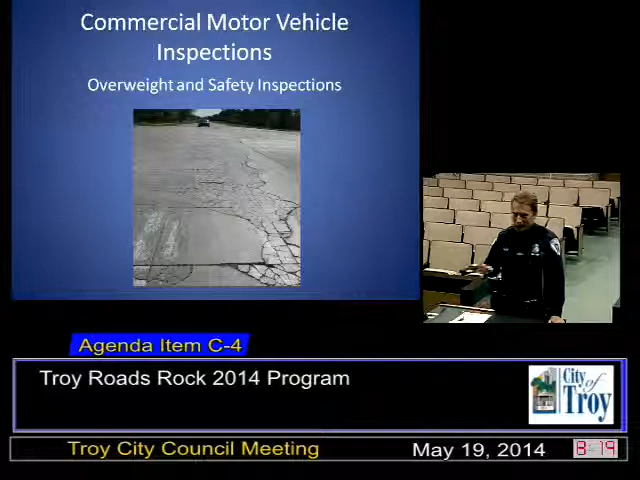 Commercial Motor Vehicle
Inspections
Overweight and Safety Inspections
Agenda Item C-4
Troy Roads Rock 2014 Program
City
of
Troy
Troy City Council Meeting
May 19, 2014
8:19